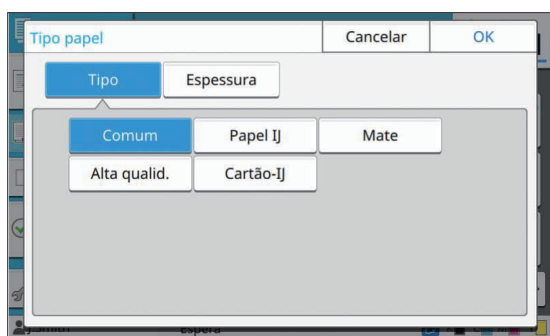 Tipo papel Cancelar OK
Tipo Espessura
Comum Papel IJ Mate
Alta qualid. Cartão-IJ